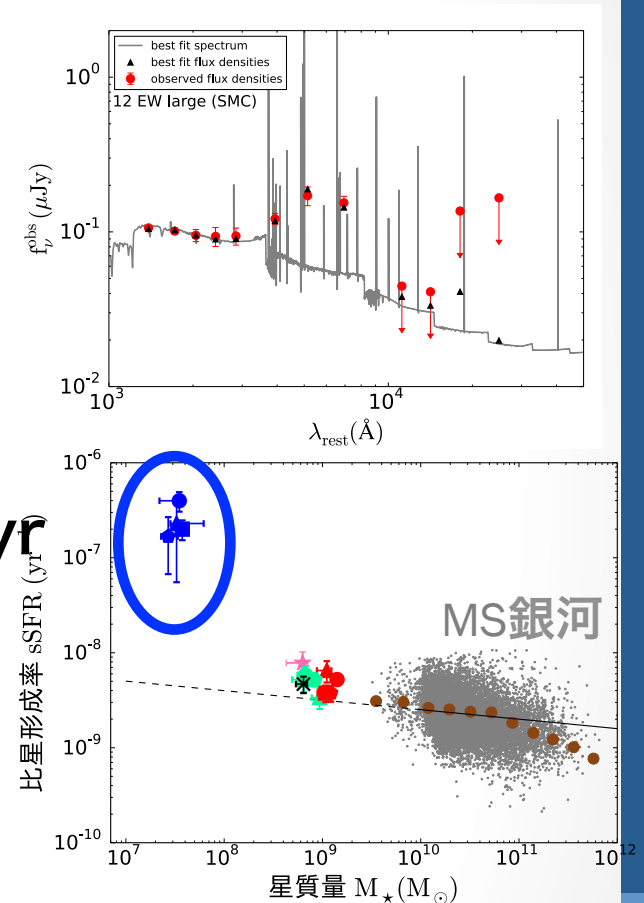 best fit spectrum
best fit flux densities
observed flux densities
12 EW large (SMC)
10⁰
10⁻¹
10⁻²
f_ν^obs (μJy)
10³
10⁴
λ_rest(Å)
10⁻⁶
10⁻⁷
10⁻⁸
10⁻⁹
10⁻¹⁰
yr
比星形成率 sSFR (yr⁻¹)
MS銀河
10⁷
10⁸
10⁹
10¹⁰
10¹¹
10¹²
星質量 M⋆(M⊙)